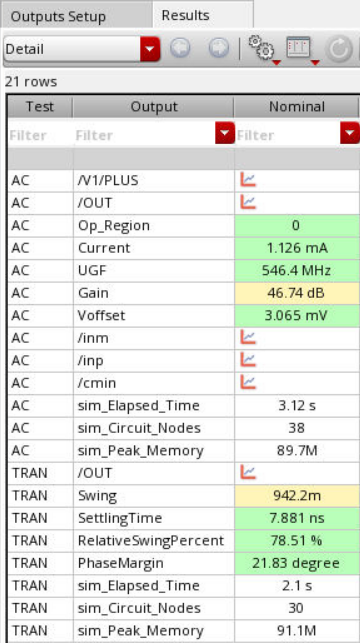 Outputs Setup Results
Detail
21 rows
Test Output Nominal
Filter Filter Filter
AC /V1/PLUS
AC /OUT
AC Op_Region 0
AC Current 1.126 mA
AC UGF 546.4 MHz
AC Gain 46.74 dB
AC Voffset 3.065 mV
AC /inm
AC /inp
AC /cmin
AC sim_Elapsed_Time 3.12 s
AC sim_Circuit_Nodes 38
AC sim_Peak_Memory 89.7M
TRAN /OUT
TRAN Swing 942.2m
TRAN SettlingTime 7.881 ns
TRAN RelativeSwingPercent 78.51 %
TRAN PhaseMargin 21.83 degree
TRAN sim_Elapsed_Time 2.1 s
TRAN sim_Circuit_Nodes 30
TRAN sim_Peak_Memory 91.1M